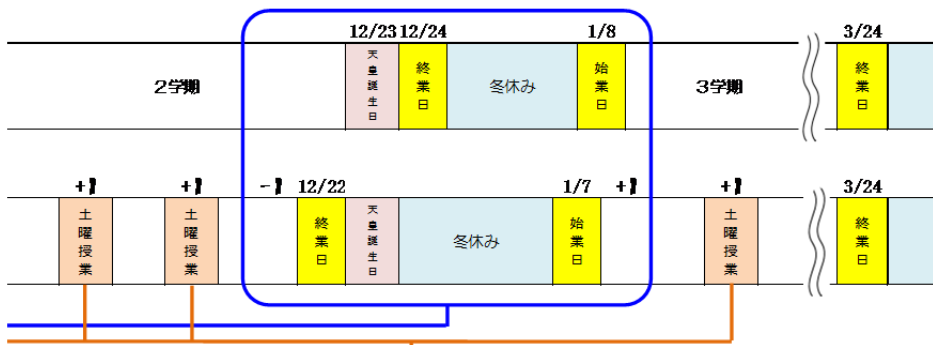 12/23 12/24 1/8 3/24
2学期 天皇誕生日 終業日 冬休み 始業日 3学期 終業日
+1 +1 -1 12/22 1/7 +1 +1 3/24
土曜授業 土曜授業 終業日 天皇誕生日 冬休み 始業日 土曜授業 終業日